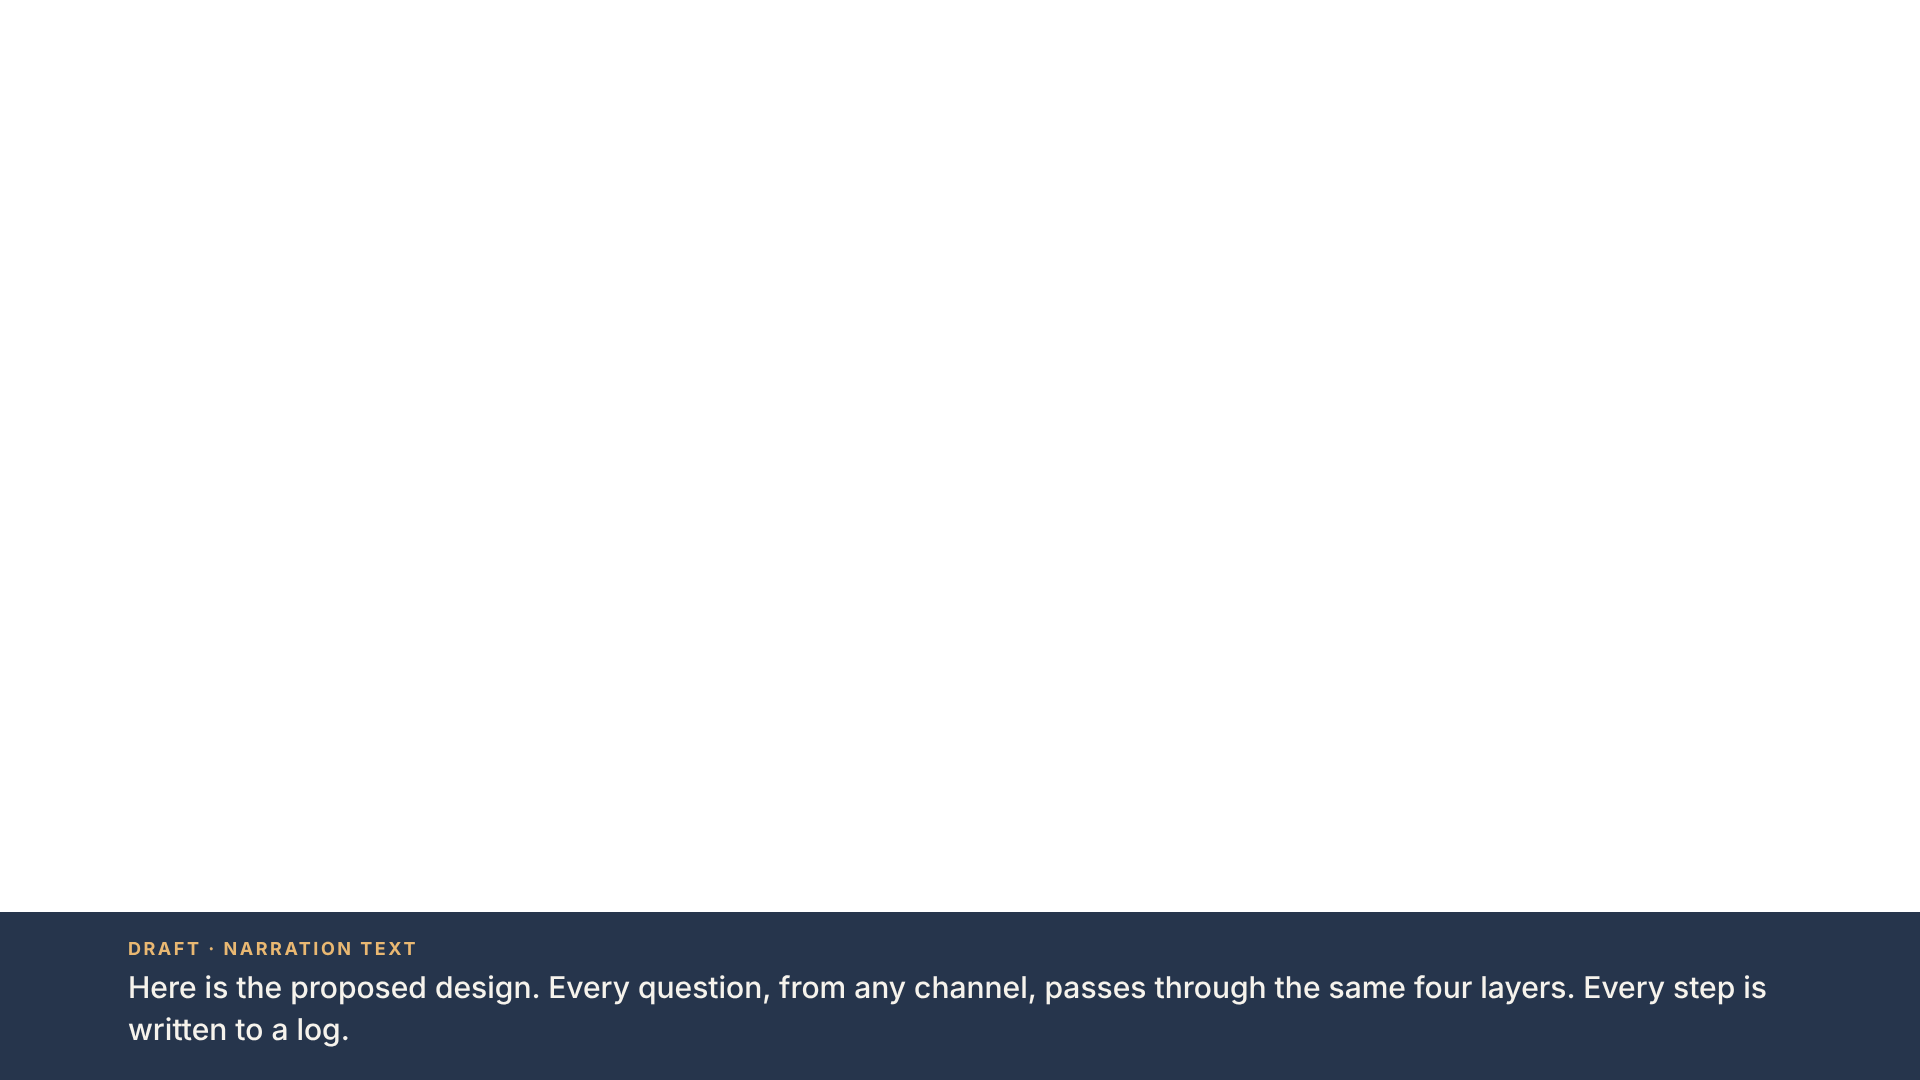 DRAFT · NARRATION TEXT
Here is the proposed design. Every question, from any channel, passes through the same four layers. Every step is
written to a log.